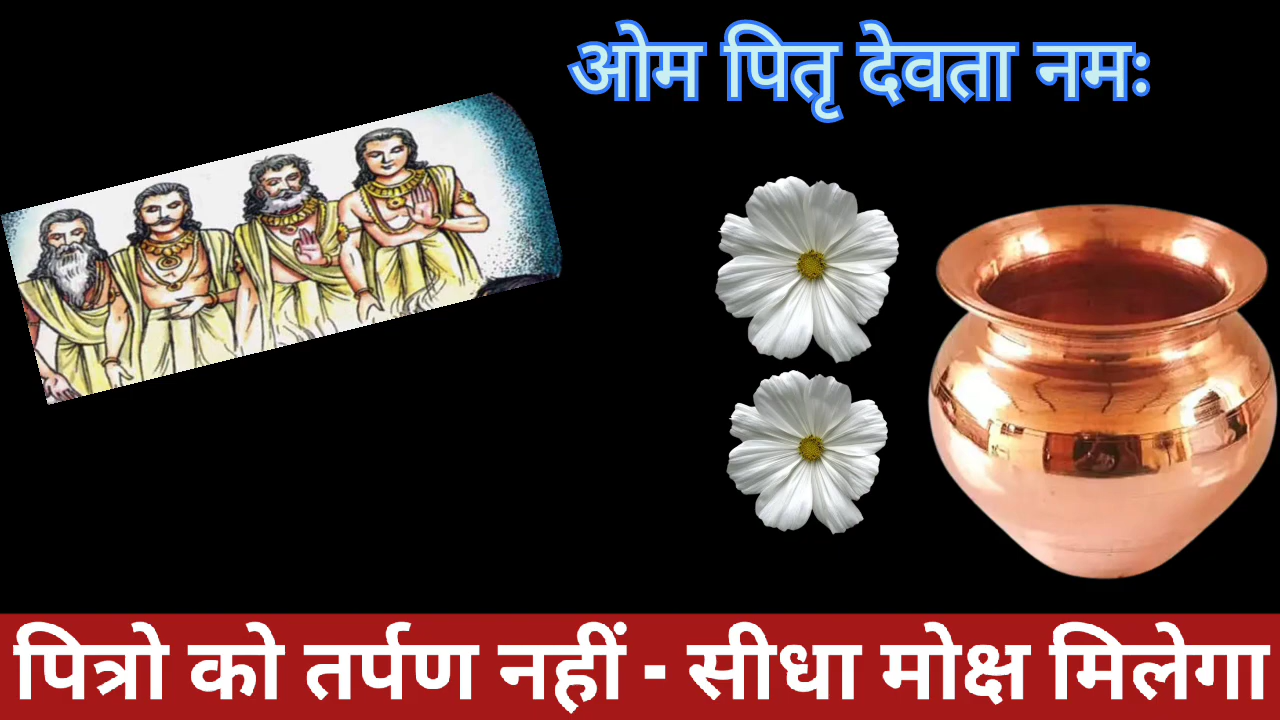 ओम पितृ देवता नमः
पित्रो को तर्पण नहीं - सीधा मोक्ष मिलेगा